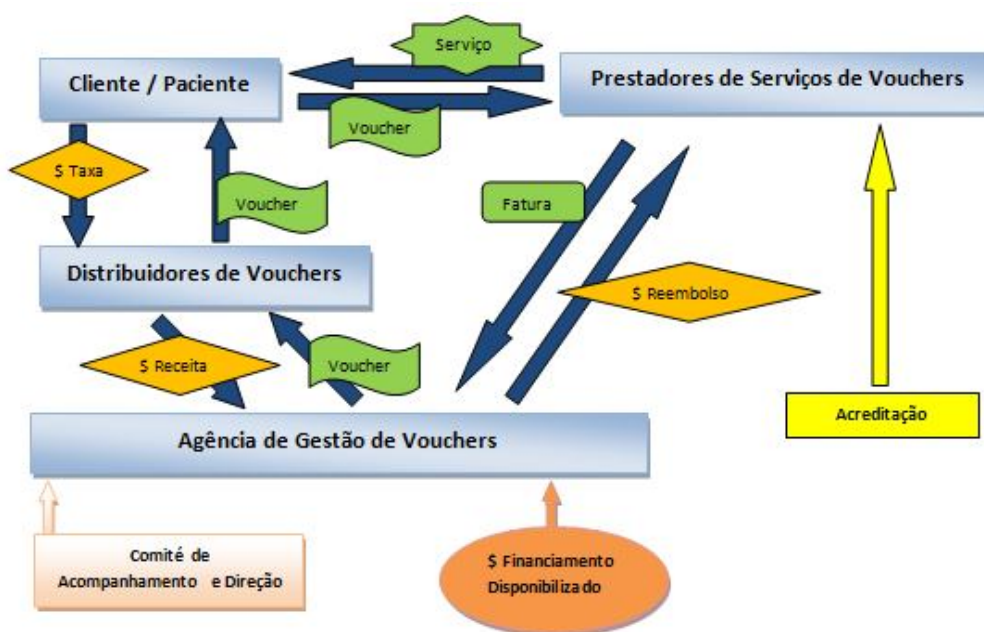 Serviço
Cliente / Paciente
Prestadores de Serviços de Vouchers
Voucher
$ Taxa
Voucher
Fatura
Distribuidores de Vouchers
$ Reembolso
$ Receita
Voucher
Acreditação
Agência de Gestão de Vouchers
Comité de
Acompanhamento e Direção
$ Financiamento
Disponibilizado